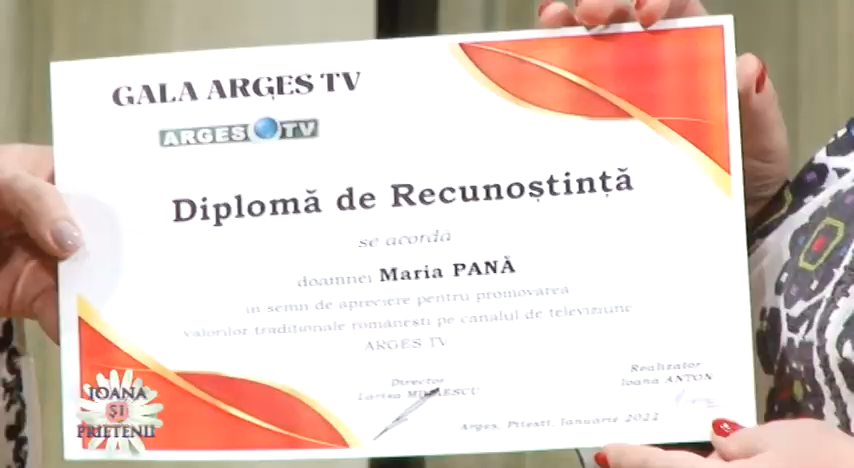 GALA ARGEȘ TV
ARGES TV
Diplomă de Recunoștință
se acordă
doamnei Maria PANĂ
în semn de apreciere pentru promovarea
valorilor tradiționale românești pe canalul de televiziune
ARGEȘ TV
Director
Larisa
Realizator
Ioana ANTON
Argeș, Pitești, Ianuarie 2022
IOANA
ȘI
PRIETENII